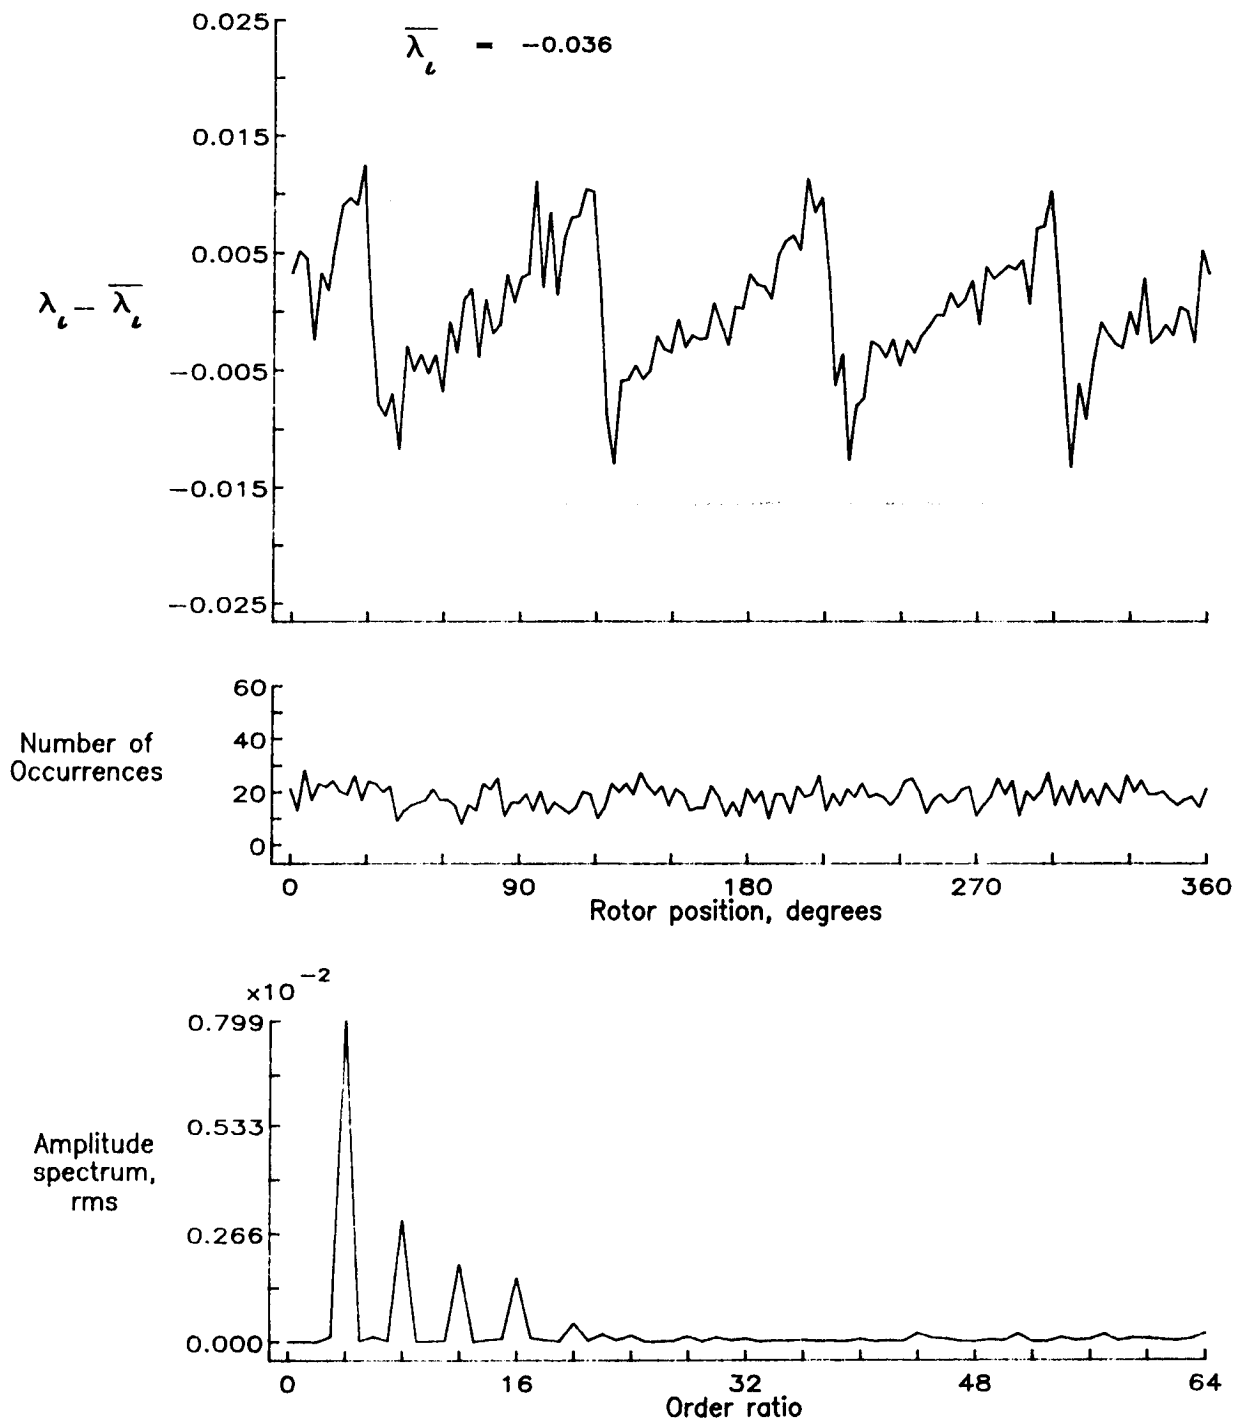 0.025
λ̅ι = −0.036
0.015
0.005
λι − λ̅ι
−0.005
−0.015
−0.025
60
Number of
Occurrences
40
20
0
0 90 180 270 360
Rotor position, degrees
×10⁻²
0.799
0.533
Amplitude
spectrum,
rms
0.266
0.000
0 16 32 48 64
Order ratio